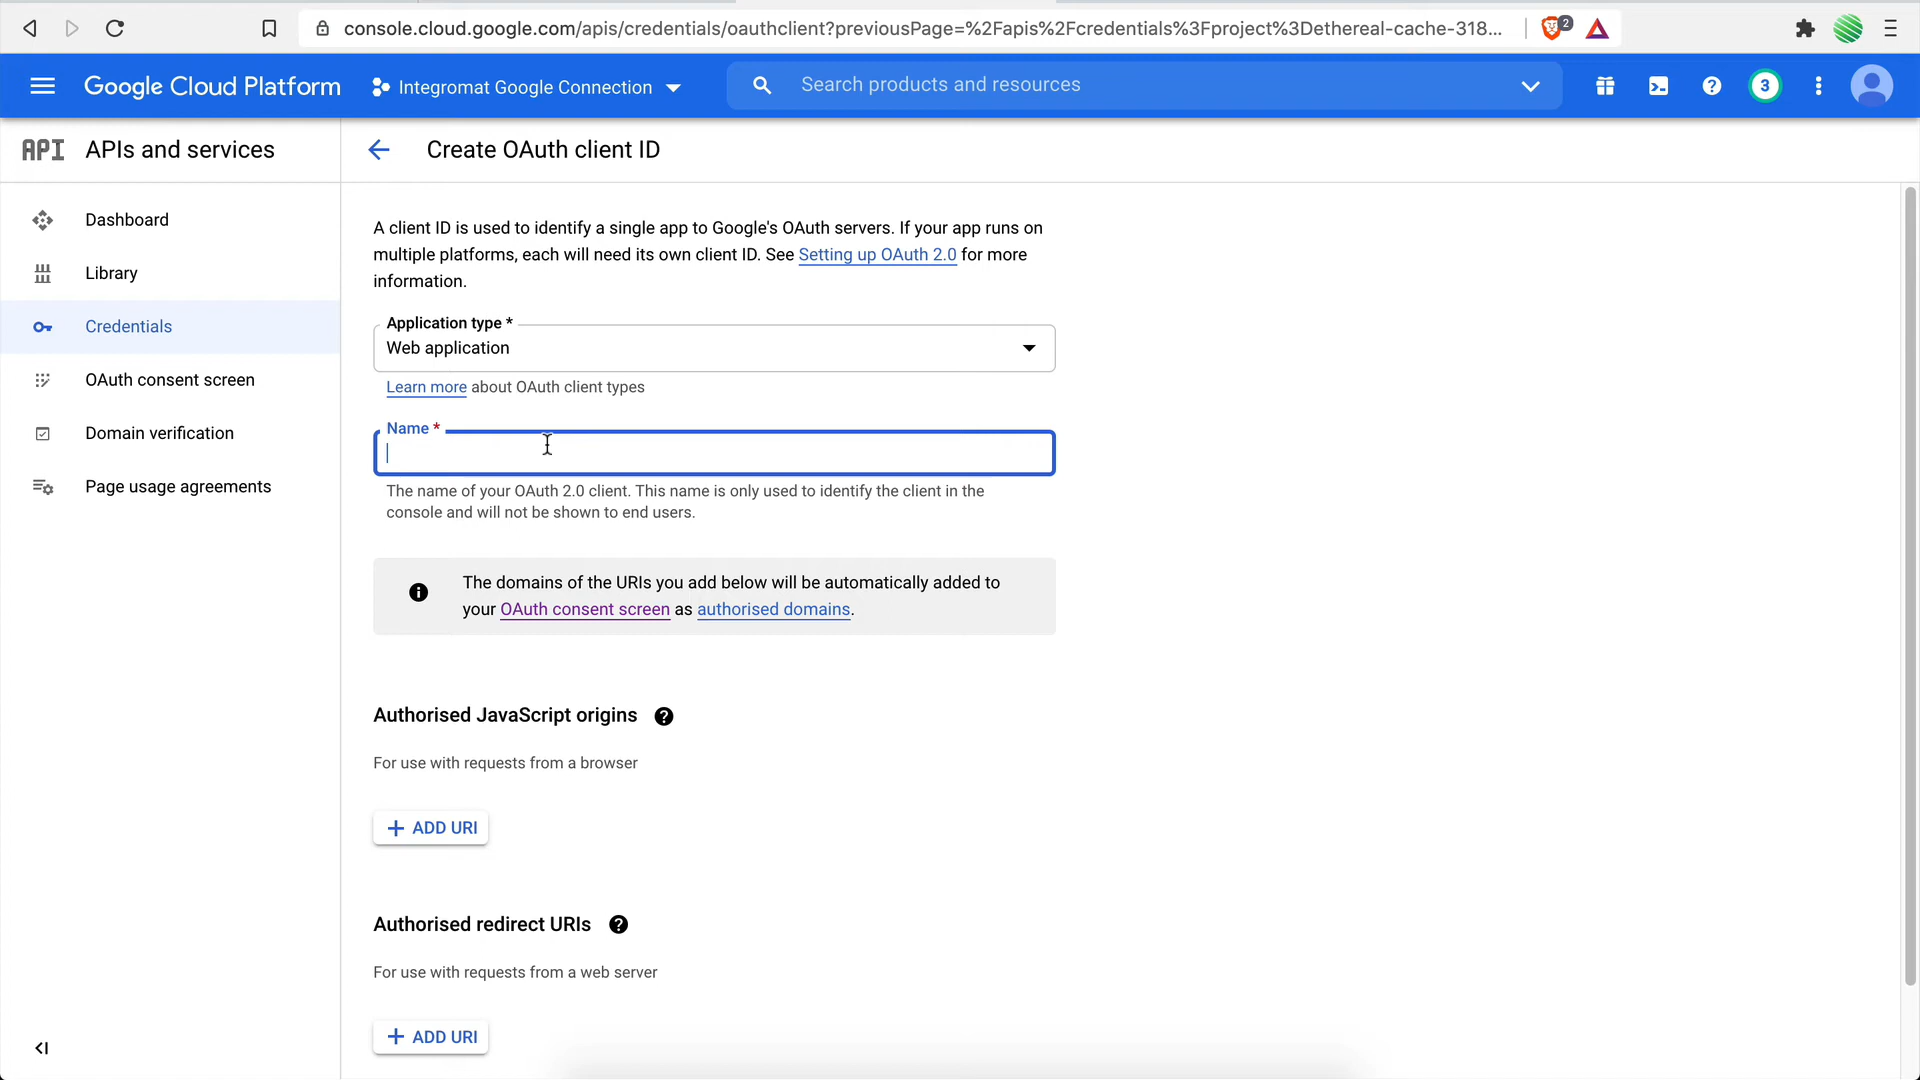 console.cloud.google.com/apis/credentials/oauthclient?previousPage=%2Fapis%2Fcredentials%3Fproject%3Dethereal-cache-318...
2
Google Cloud Platform
Integromat Google Connection
Search products and resources
3
API APIs and services
Create OAuth client ID
Dashboard
Library
Credentials
OAuth consent screen
Domain verification
Page usage agreements
A client ID is used to identify a single app to Google's OAuth servers. If your app runs on
multiple platforms, each will need its own client ID. See Setting up OAuth 2.0 for more
information.
Application type *
Web application
Learn more about OAuth client types
Name *
The name of your OAuth 2.0 client. This name is only used to identify the client in the
console and will not be shown to end users.
The domains of the URIs you add below will be automatically added to
your OAuth consent screen as authorised domains.
Authorised JavaScript origins
For use with requests from a browser
+ ADD URI
Authorised redirect URIs
For use with requests from a web server
+ ADD URI